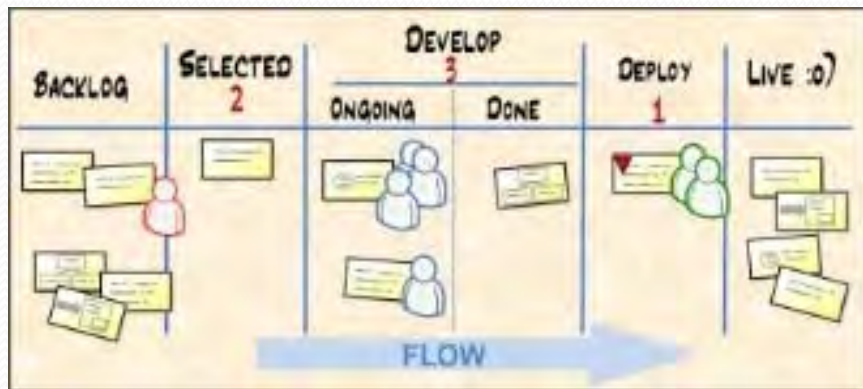 BACKLOG
SELECTED
2
DEVELOP
3
ONGOING
DONE
DEPLOY
1
LIVE :o)
FLOW